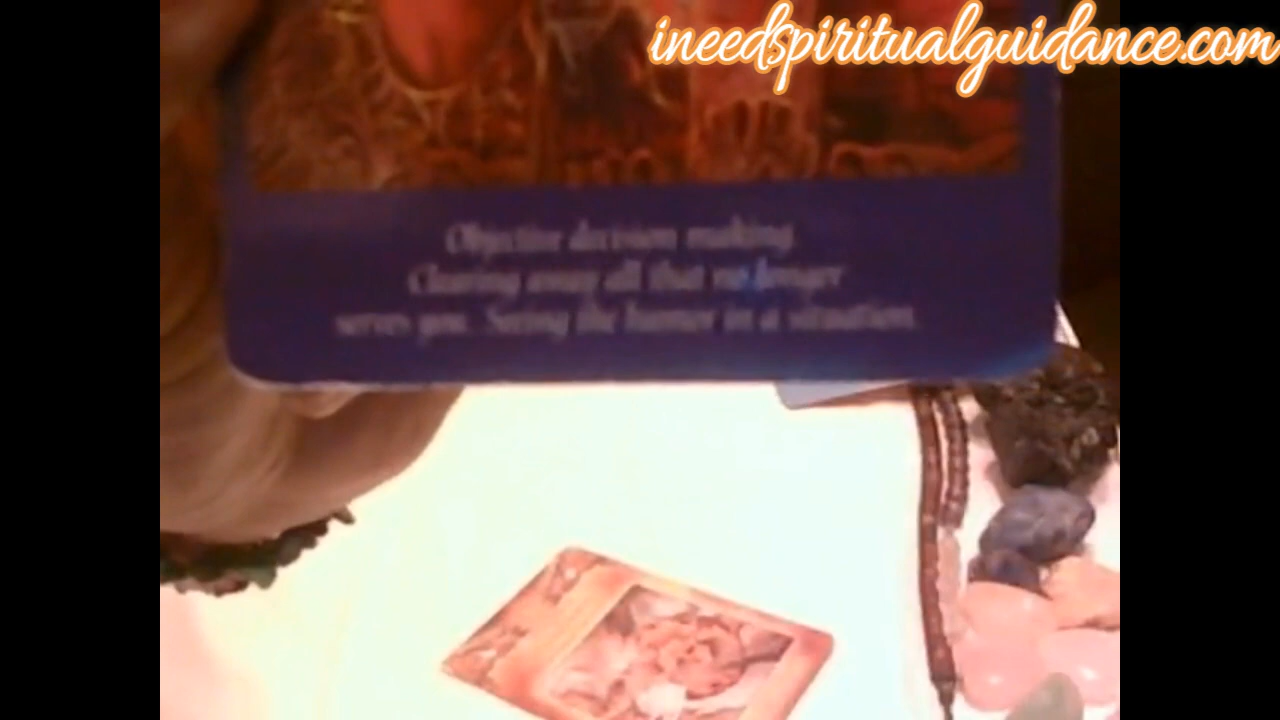 ineedspiritualguidance.com
Objective decision making.
Clearing away all that no longer
serves you. Seeing the humor in a situation.